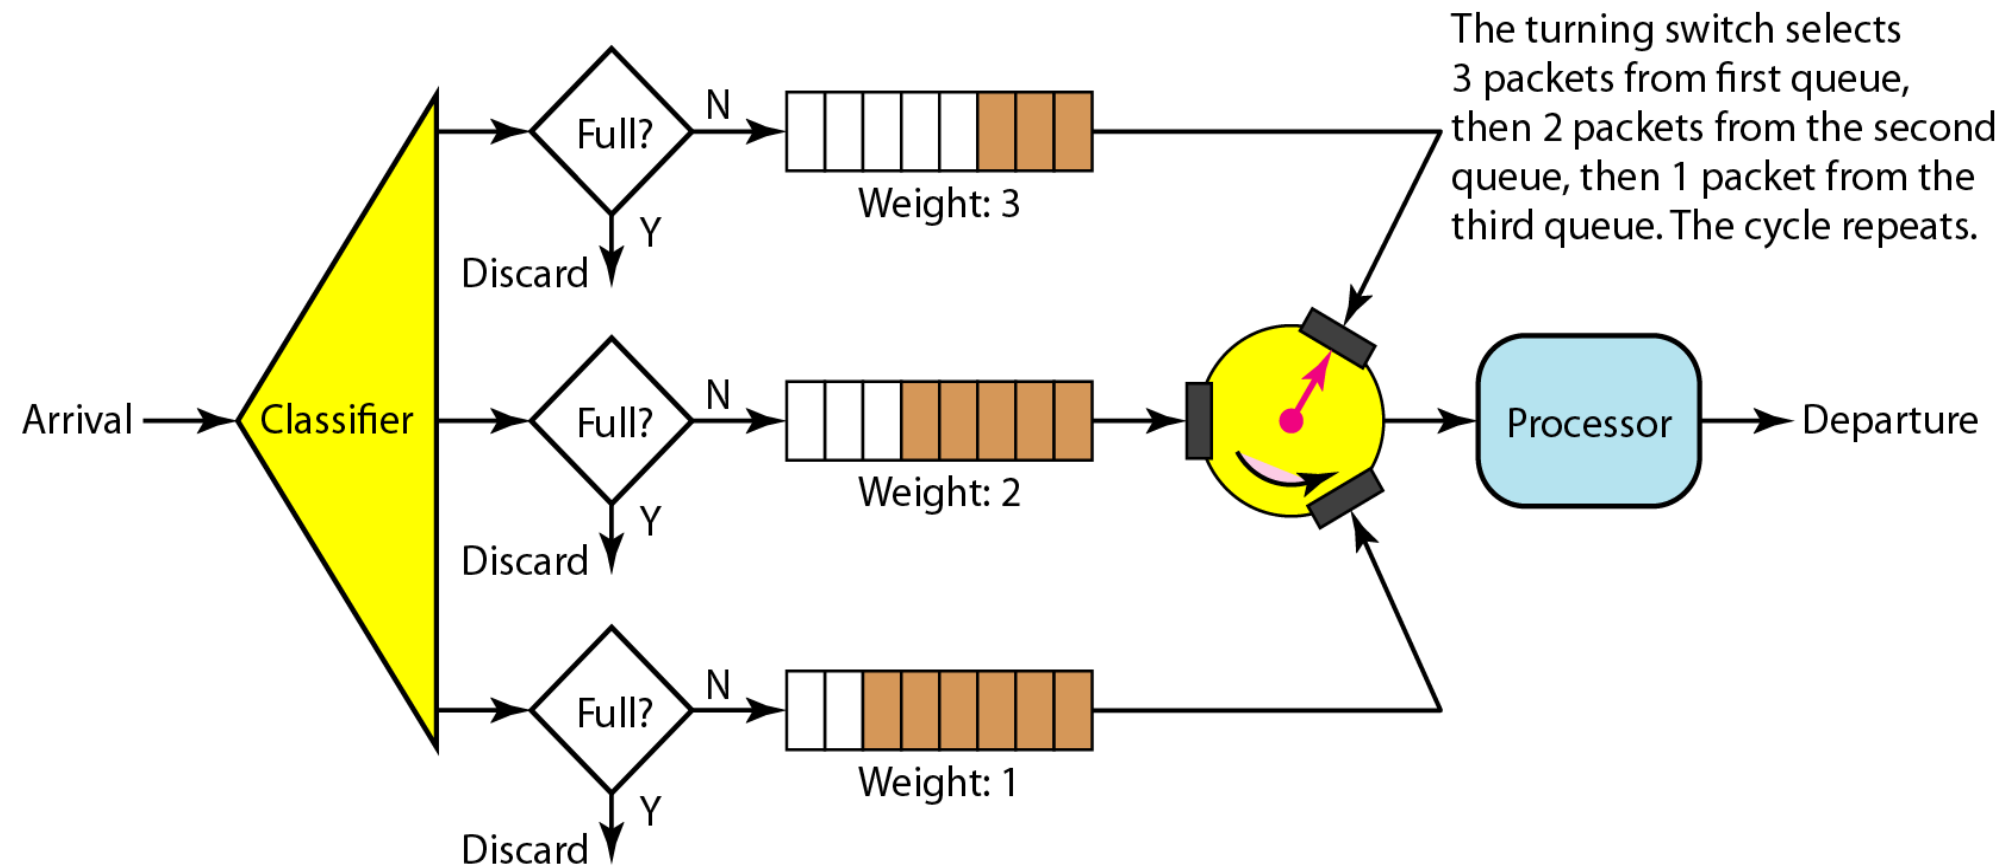 The turning switch selects
3 packets from first queue,
then 2 packets from the second
queue, then 1 packet from the
third queue. The cycle repeats.
Full?
N
Weight: 3
Y
Discard
Arrival
Classifier
Full?
N
Weight: 2
Processor
Departure
Y
Discard
Full?
N
Weight: 1
Y
Discard